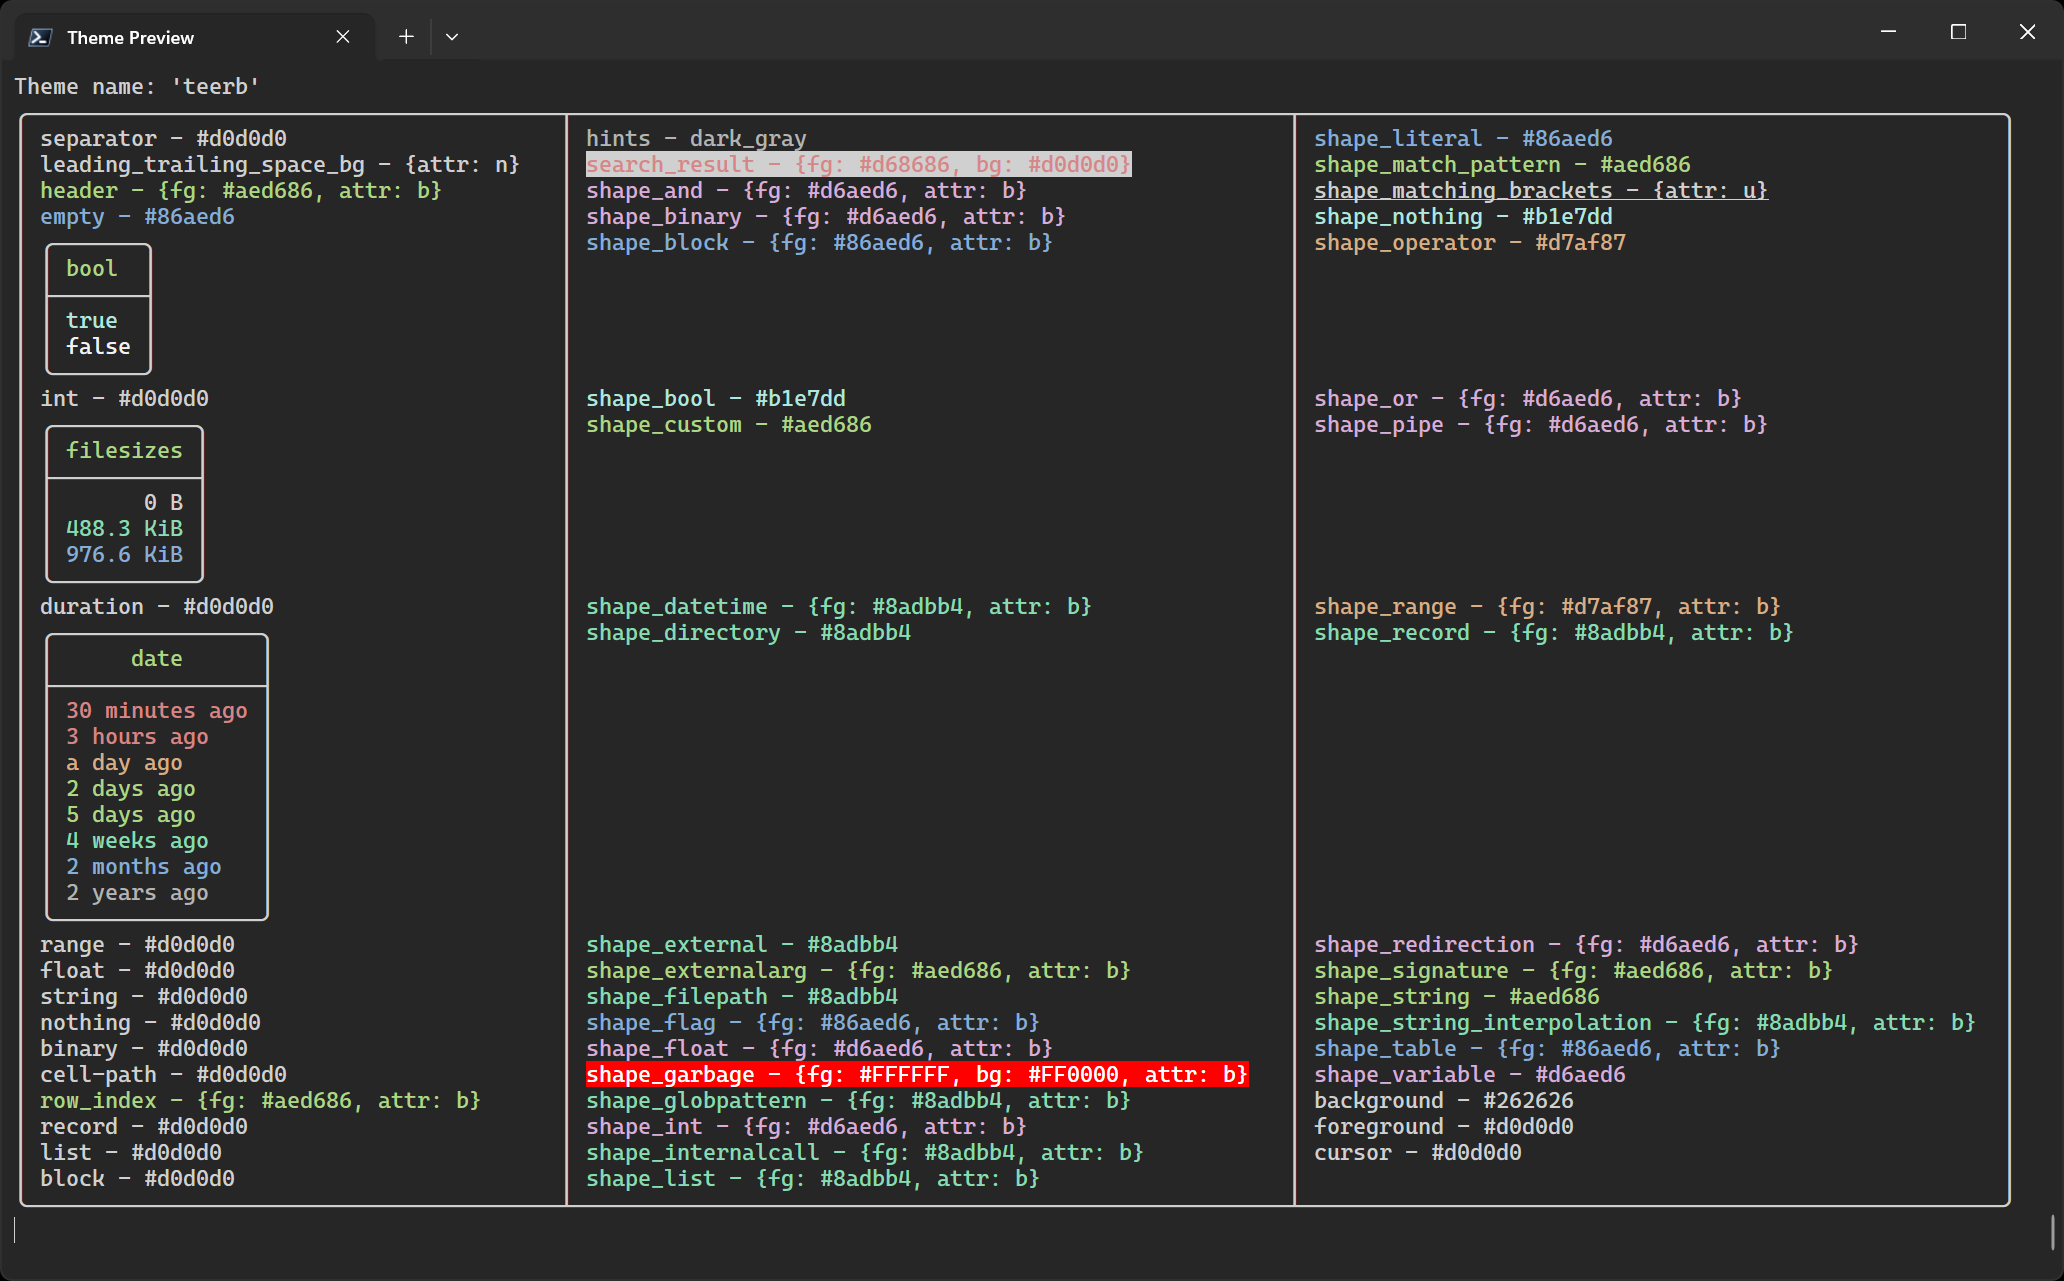 Theme Preview
Theme name: 'teerb'
separator - #d0d0d0
leading_trailing_space_bg - {attr: n}
header - {fg: #aed686, attr: b}
empty - #86aed6
bool
true
false
int - #d0d0d0
filesizes
0 B
488.3 KiB
976.6 KiB
duration - #d0d0d0
date
30 minutes ago
3 hours ago
a day ago
2 days ago
5 days ago
4 weeks ago
2 months ago
2 years ago
range - #d0d0d0
float - #d0d0d0
string - #d0d0d0
nothing - #d0d0d0
binary - #d0d0d0
cell-path - #d0d0d0
row_index - {fg: #aed686, attr: b}
record - #d0d0d0
list - #d0d0d0
block - #d0d0d0
hints - dark_gray
search_result - {fg: #d68686, bg: #d0d0d0}
shape_and - {fg: #d6aed6, attr: b}
shape_binary - {fg: #d6aed6, attr: b}
shape_block - {fg: #86aed6, attr: b}
shape_bool - #b1e7dd
shape_custom - #aed686
shape_datetime - {fg: #8adbb4, attr: b}
shape_directory - #8adbb4
shape_external - #8adbb4
shape_externalarg - {fg: #aed686, attr: b}
shape_filepath - #8adbb4
shape_flag - {fg: #86aed6, attr: b}
shape_float - {fg: #d6aed6, attr: b}
shape_garbage - {fg: #FFFFFF, bg: #FF0000, attr: b}
shape_globpattern - {fg: #8adbb4, attr: b}
shape_int - {fg: #d6aed6, attr: b}
shape_internalcall - {fg: #8adbb4, attr: b}
shape_list - {fg: #8adbb4, attr: b}
shape_literal - #86aed6
shape_match_pattern - #aed686
shape_matching_brackets - {attr: u}
shape_nothing - #b1e7dd
shape_operator - #d7af87
shape_or - {fg: #d6aed6, attr: b}
shape_pipe - {fg: #d6aed6, attr: b}
shape_range - {fg: #d7af87, attr: b}
shape_record - {fg: #8adbb4, attr: b}
shape_redirection - {fg: #d6aed6, attr: b}
shape_signature - {fg: #aed686, attr: b}
shape_string - #aed686
shape_string_interpolation - {fg: #8adbb4, attr: b}
shape_table - {fg: #86aed6, attr: b}
shape_variable - #d6aed6
background - #262626
foreground - #d0d0d0
cursor - #d0d0d0